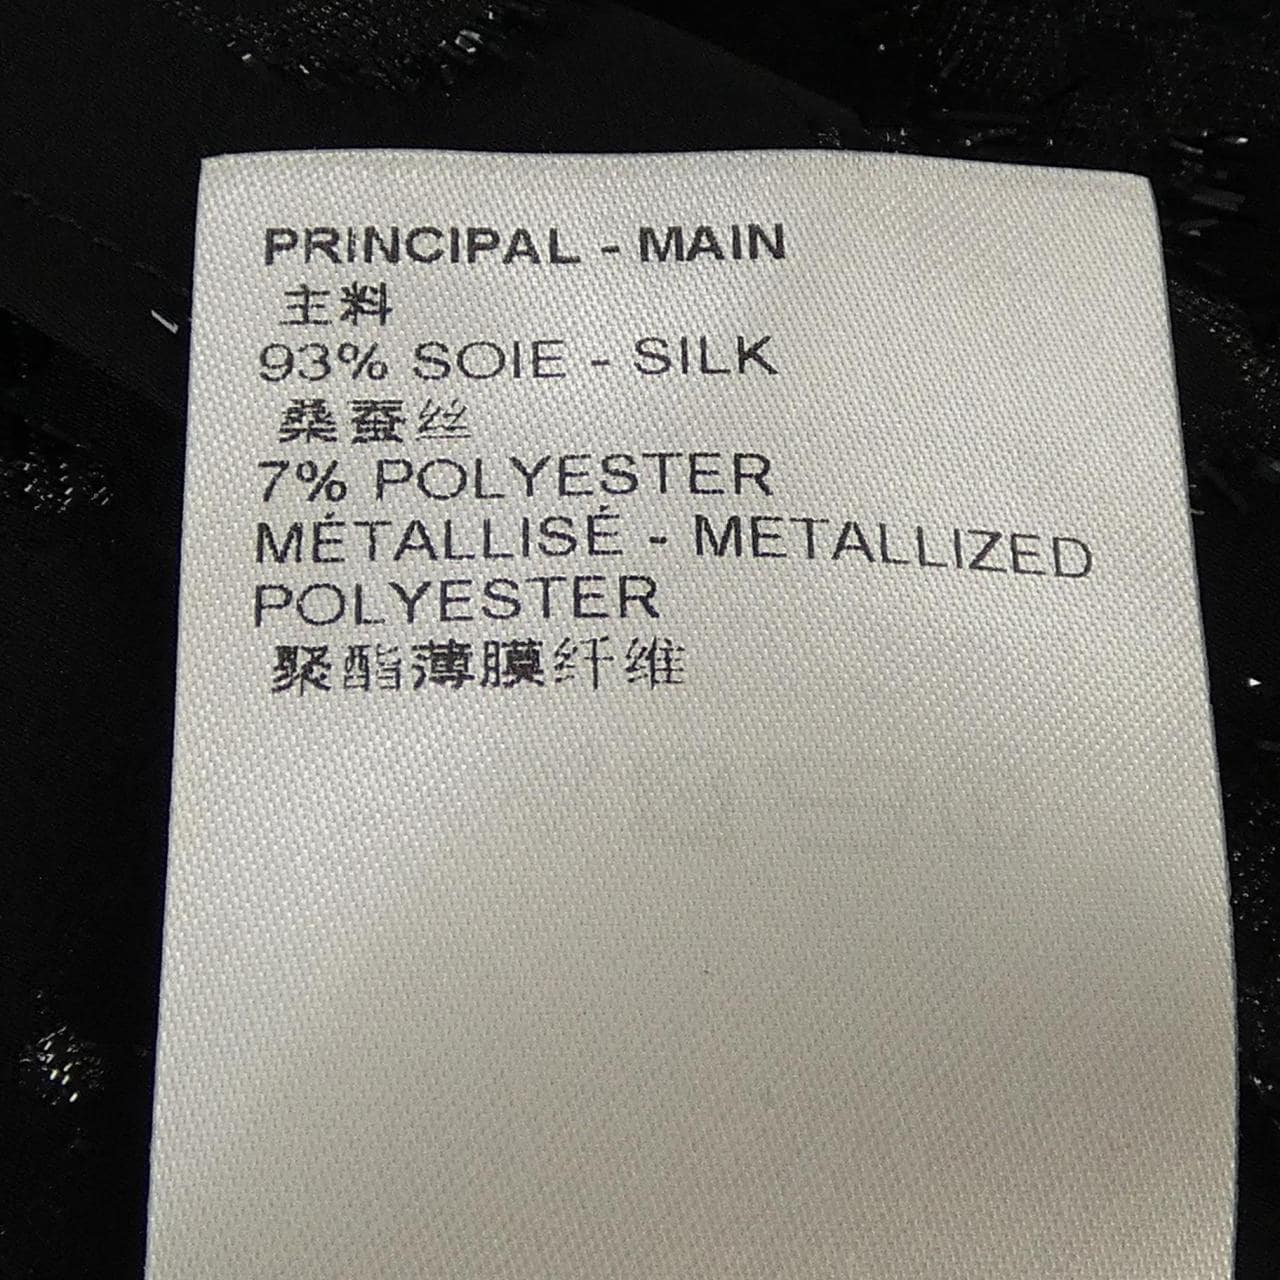 PRINCIPAL - MAIN
主料
93% SOIE - SILK
桑蚕丝
7% POLYESTER
MÉTALLISÉ - METALLIZED
POLYESTER
聚酯薄膜纤维